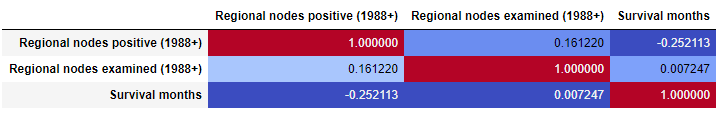 Regional nodes positive (1988+) Regional nodes examined (1988+) Survival months
Regional nodes positive (1988+) 1.000000 0.161220 -0.252113
Regional nodes examined (1988+) 0.161220 1.000000 0.007247
Survival months -0.252113 0.007247 1.000000